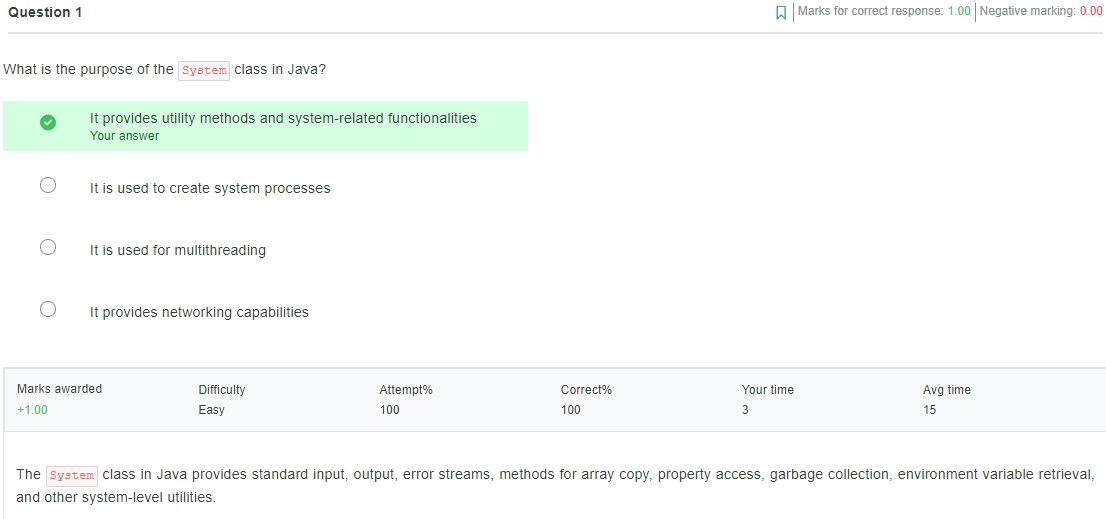 Question 1
Marks for correct response: 1.00 Negative marking: 0.00
What is the purpose of the System class in Java?
It provides utility methods and system-related functionalities
Your answer
It is used to create system processes
It is used for multithreading
It provides networking capabilities
Marks awarded Difficulty Attempt% Correct% Your time Avg time
+1.00 Easy 100 100 3 15
The System class in Java provides standard input, output, error streams, methods for array copy, property access, garbage collection, environment variable retrieval,
and other system-level utilities.